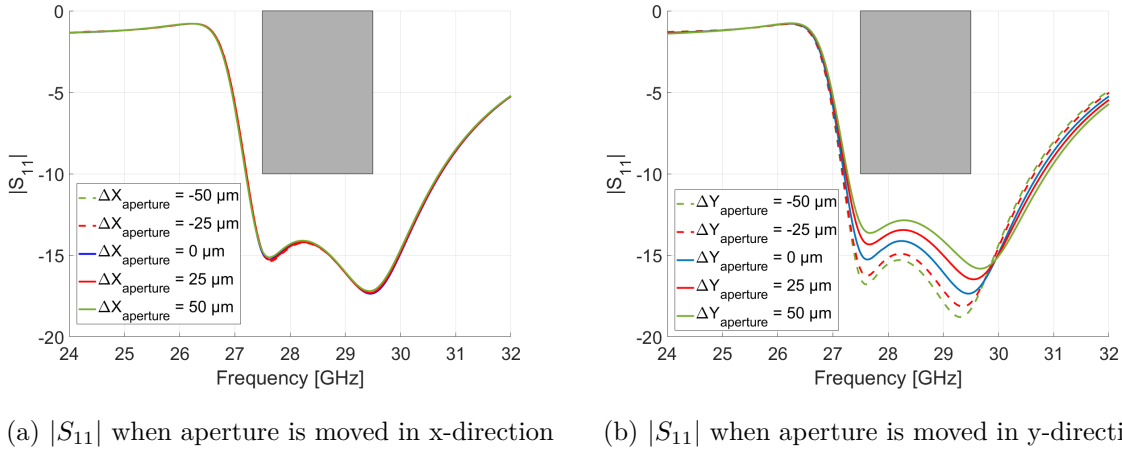 0
-5
-10
-15
-20
|S11|
ΔXaperture = -50 µm
ΔXaperture = -25 µm
ΔXaperture = 0 µm
ΔXaperture = 25 µm
ΔXaperture = 50 µm
24 25 26 27 28 29 30 31 32
Frequency [GHz]
(a) |S11| when aperture is moved in x-direction
0
-5
-10
-15
-20
|S11|
ΔYaperture = -50 µm
ΔYaperture = -25 µm
ΔYaperture = 0 µm
ΔYaperture = 25 µm
ΔYaperture = 50 µm
24 25 26 27 28 29 30 31 32
Frequency [GHz]
(b) |S11| when aperture is moved in y-directi